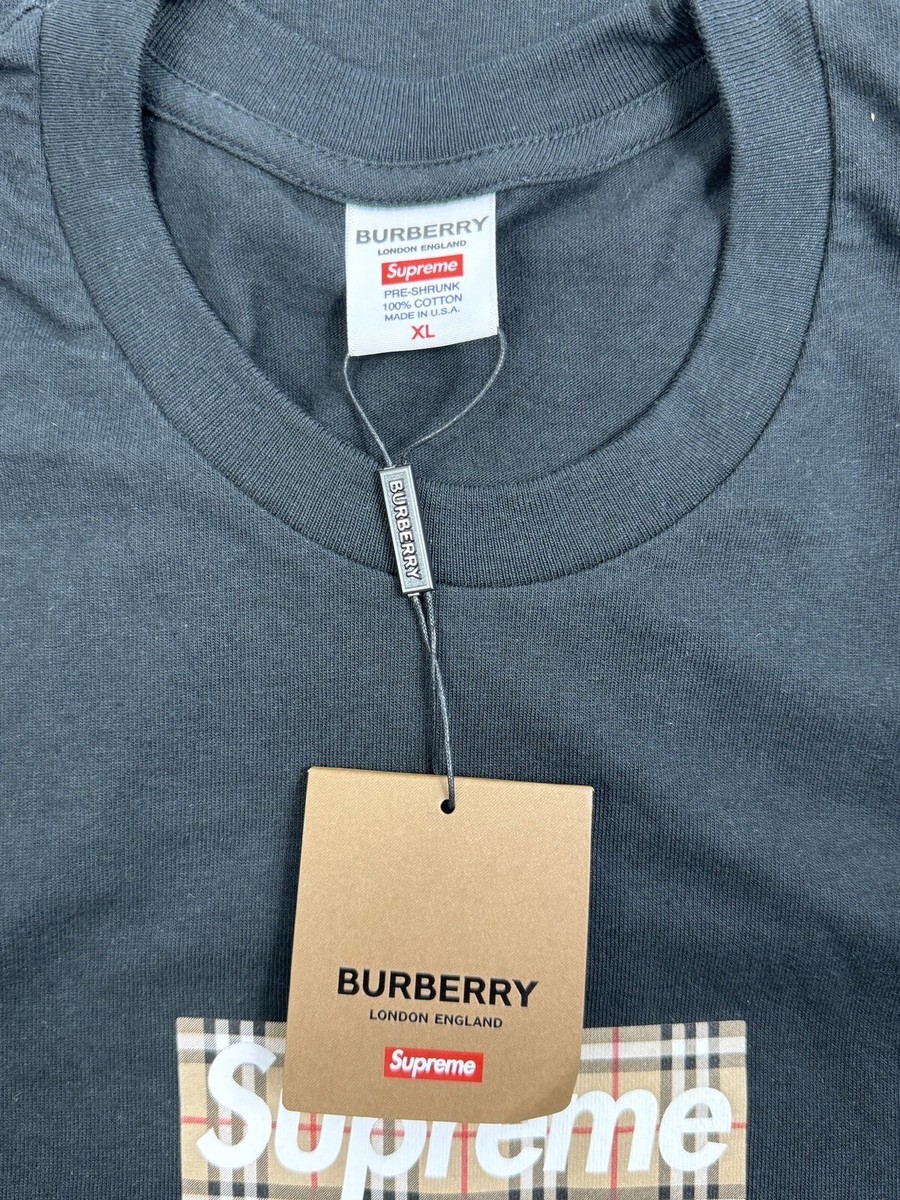 BURBERRY
LONDON ENGLAND
Supreme
PRE-SHRUNK
100% COTTON
MADE IN U.S.A.
XL
BURBERRY
BURBERRY
LONDON ENGLAND
Supreme
Supreme